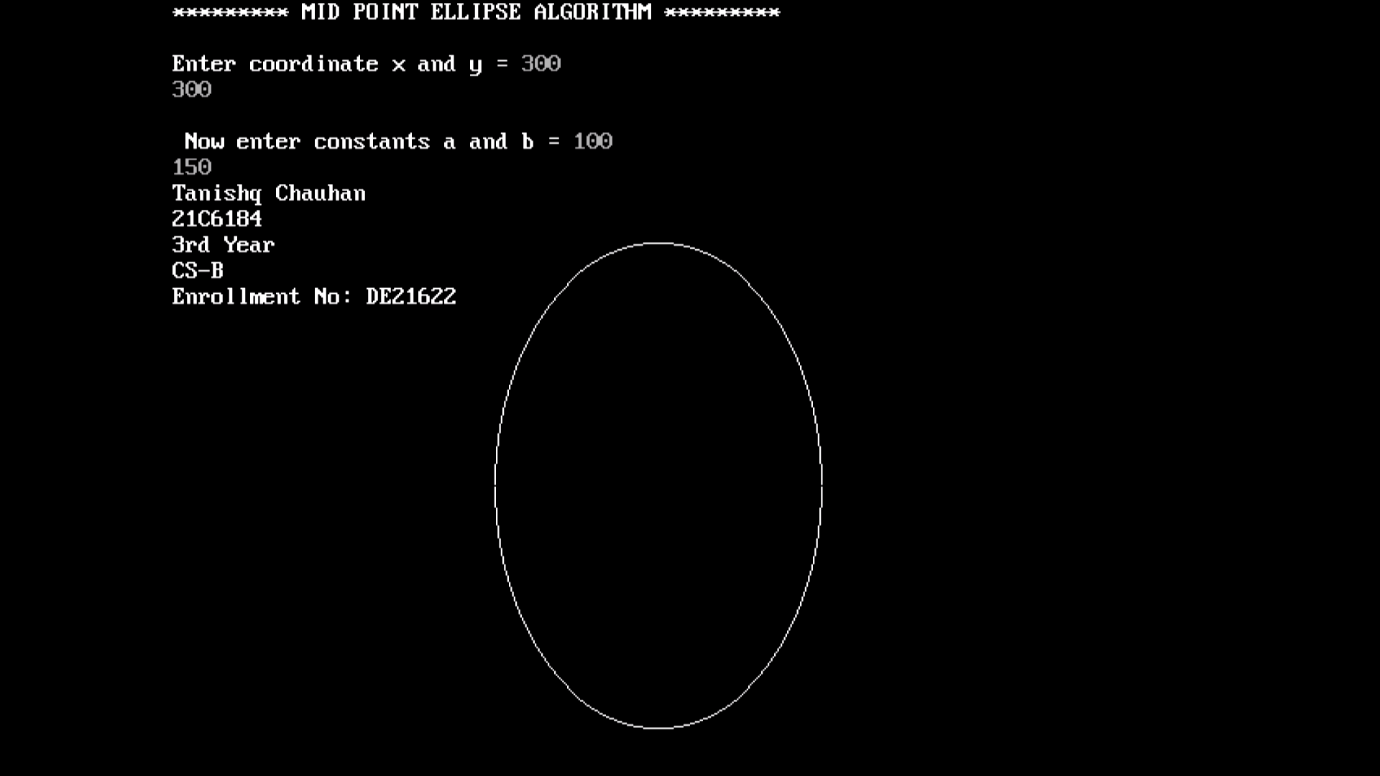 ********* MID POINT ELLIPSE ALGORITHM *********
Enter coordinate x and y = 300
300
Now enter constants a and b = 100
150
Tanishq Chauhan
21C6184
3rd Year
CS-B
Enrollment No: DE21622